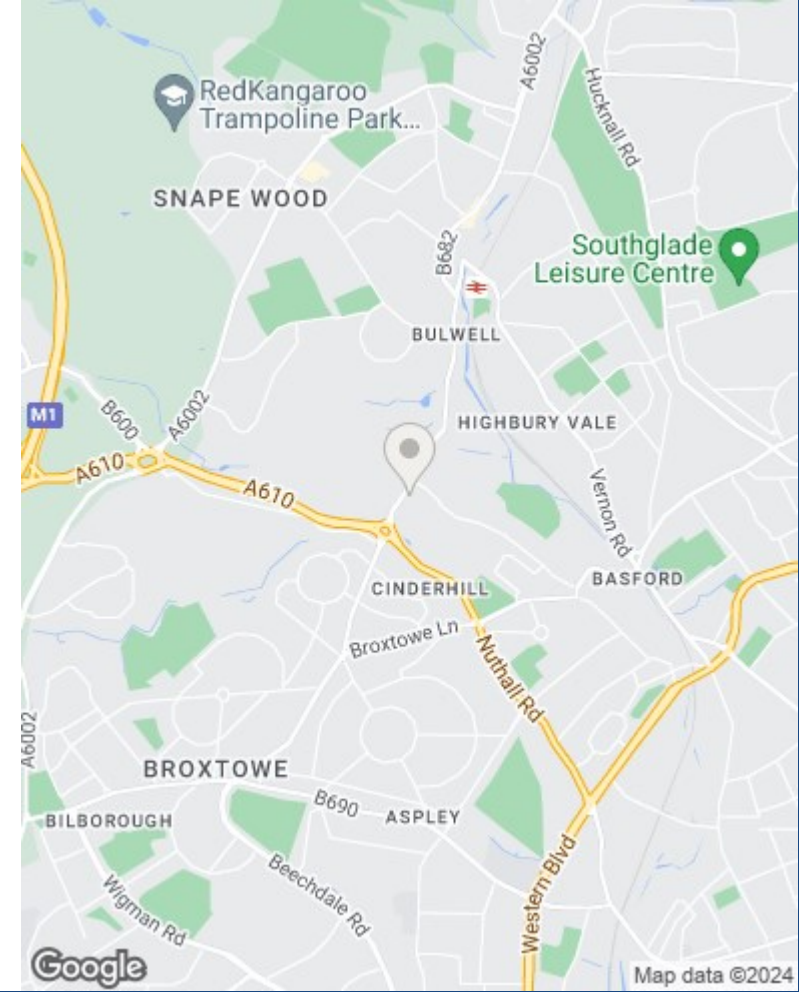 A6002
Hucknall Rd
RedKangaroo
Trampoline Park...
SNAPE WOOD
B682
Southglade
Leisure Centre
BULWELL
M1
B600
A6002
HIGHBURY VALE
A610
A610
Vernon Rd
CINDERHILL
BASFORD
Broxtowe Ln
Nuthall Rd
A6002
BROXTOWE
B690
ASPLEY
BILBOROUGH
Beechdale Rd
Western Blvd
Wigman Rd
Google
Map data ©2024